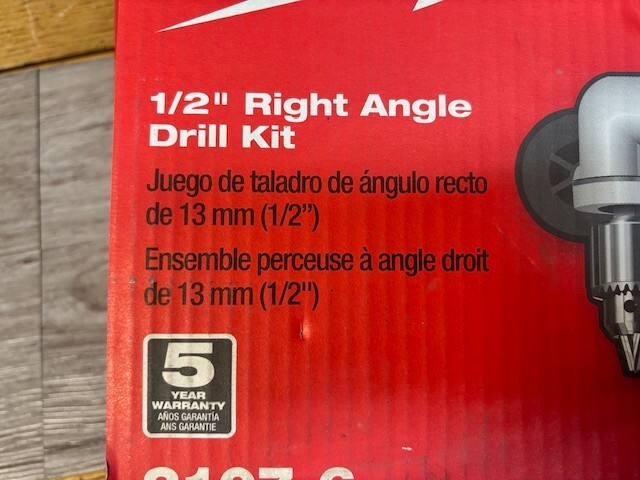 1/2" Right Angle
Drill Kit
Juego de taladro de ángulo recto
de 13 mm (1/2”)
Ensemble perceuse à angle droit
de 13 mm (1/2")
5
YEAR
WARRANTY
AÑOS GARANTÍA
ANS GARANTIE